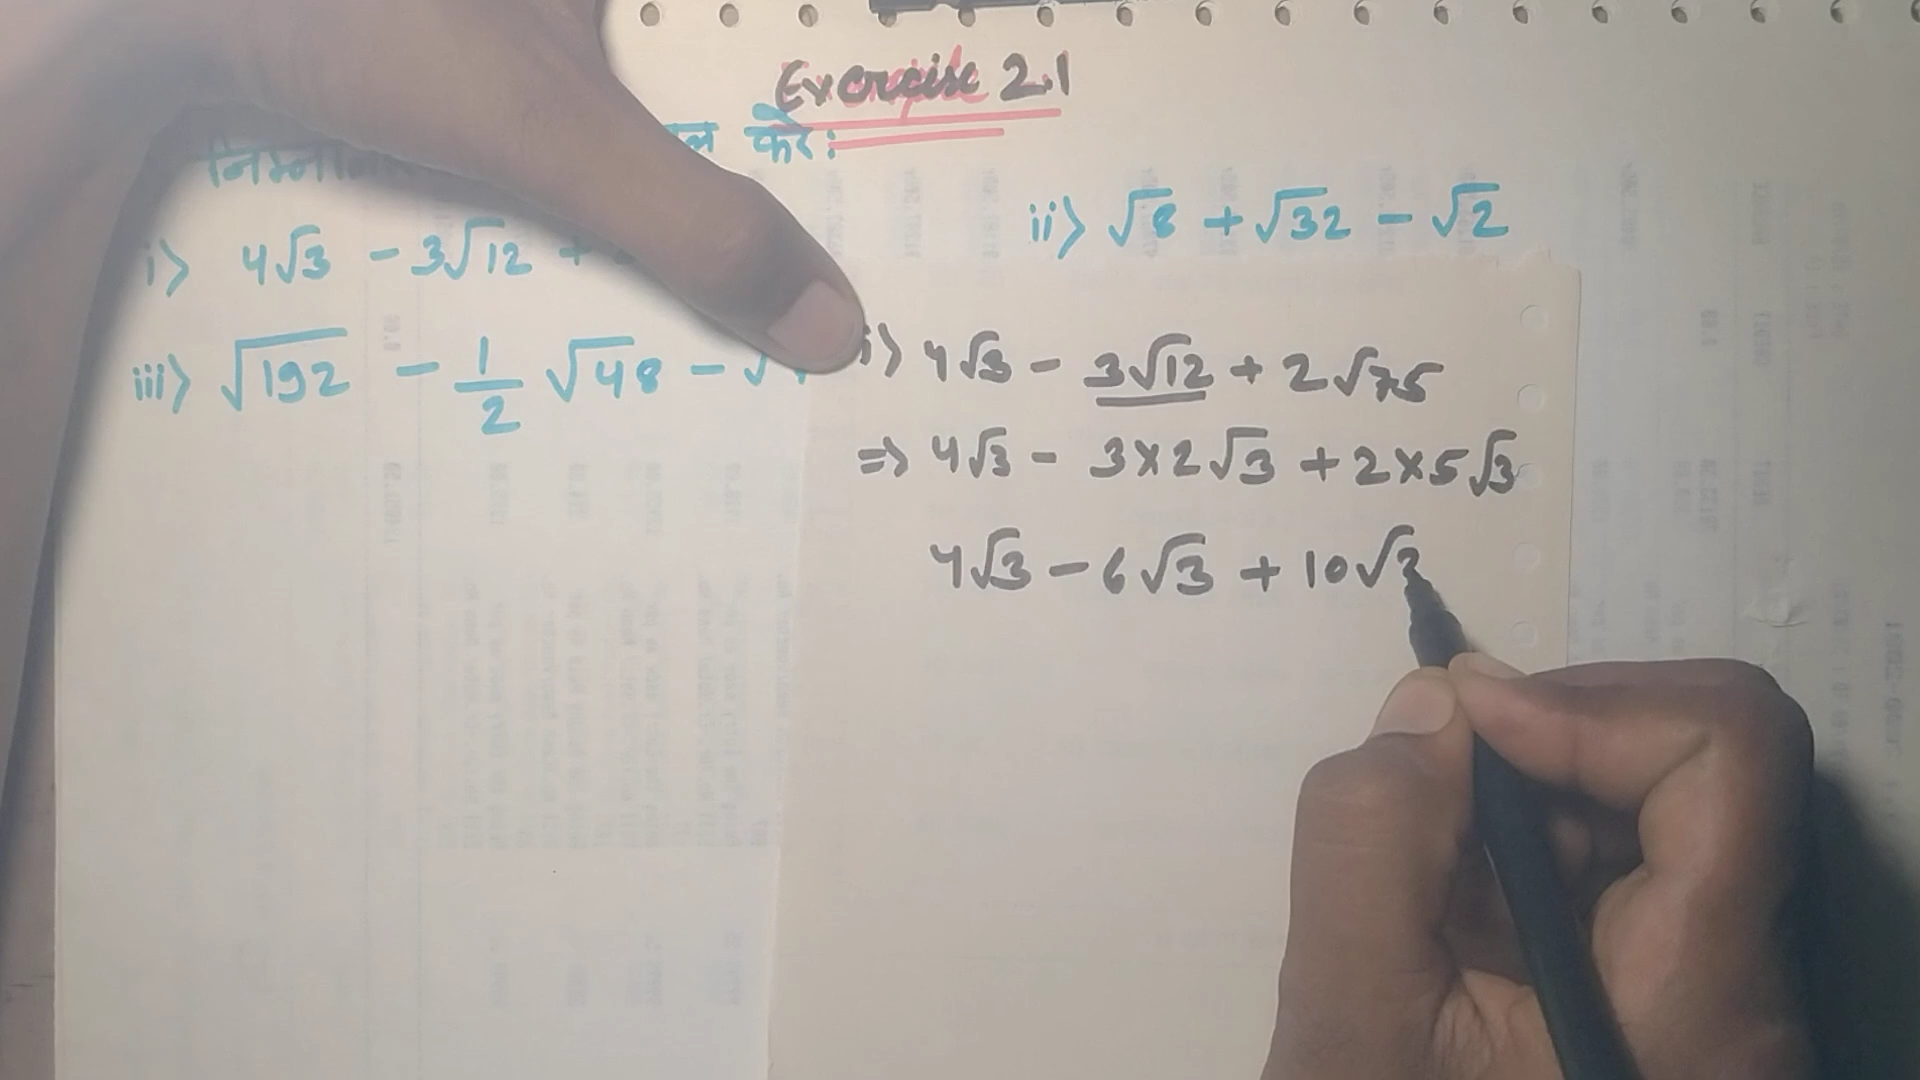 Exercise 2.1
करे:
i) 4√3 - 3√12 +
ii) √8 + √32 - √2
iii) √192 - 1/2 √48 - √
i) 4√3 - 3√12 + 2√75
=> 4√3 - 3×2√3 + 2×5√3
4√3 - 6√3 + 10√3